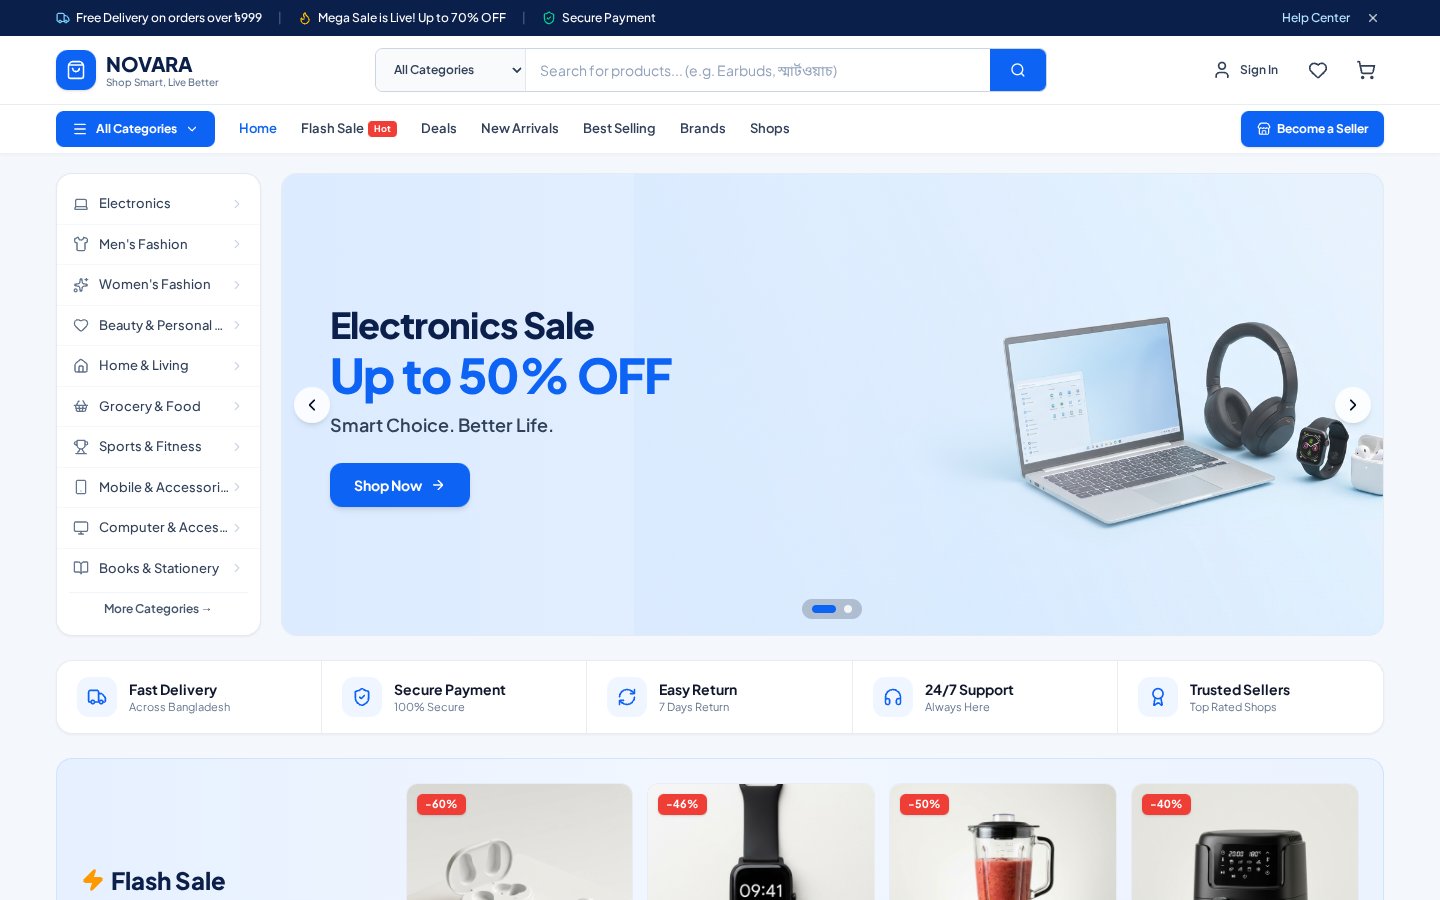 Free Delivery on orders over ৳999
Mega Sale is Live! Up to 70% OFF
Secure Payment
Help Center
NOVARA
Shop Smart, Live Better
All Categories
Search for products... (e.g. Earbuds, স্মার্টওয়াচ)
Sign In
All Categories
Home
Flash Sale
Hot
Deals
New Arrivals
Best Selling
Brands
Shops
Become a Seller
Electronics
Men's Fashion
Women's Fashion
Beauty & Personal ...
Home & Living
Grocery & Food
Sports & Fitness
Mobile & Accessori...
Computer & Acces...
Books & Stationery
More Categories →
Electronics Sale
Up to 50% OFF
Smart Choice. Better Life.
Shop Now
Fast Delivery
Across Bangladesh
Secure Payment
100% Secure
Easy Return
7 Days Return
24/7 Support
Always Here
Trusted Sellers
Top Rated Shops
Flash Sale
-60%
-46%
09:41
-50%
-40%